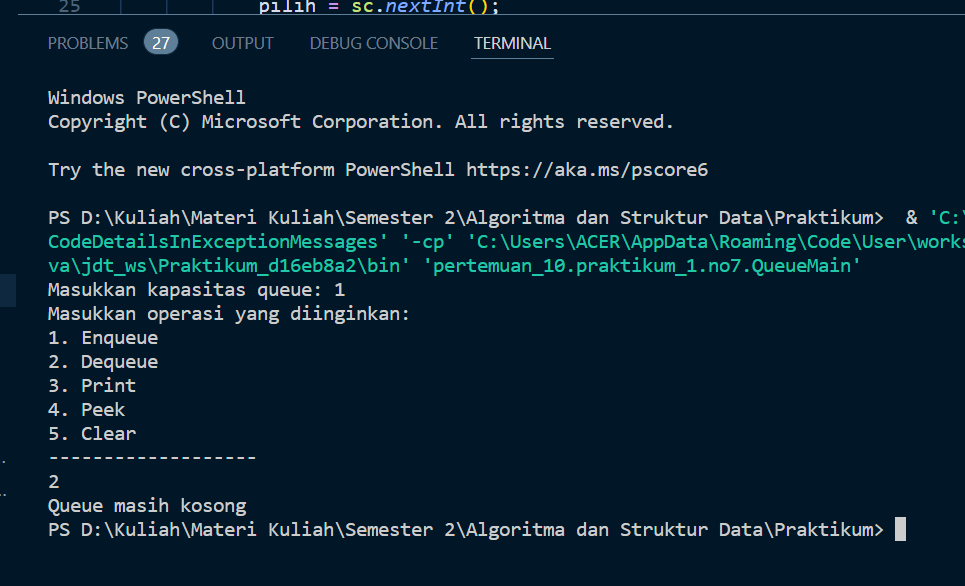 25 pilih = sc.nextInt();
PROBLEMS 27 OUTPUT DEBUG CONSOLE TERMINAL
Windows PowerShell
Copyright (C) Microsoft Corporation. All rights reserved.
Try the new cross-platform PowerShell https://aka.ms/pscore6
PS D:\Kuliah\Materi Kuliah\Semester 2\Algoritma dan Struktur Data\Praktikum>  & 'C:\
CodeDetailsInExceptionMessages' '-cp' 'C:\Users\ACER\AppData\Roaming\Code\User\works
va\jdt_ws\Praktikum_d16eb8a2\bin' 'pertemuan_10.praktikum_1.no7.QueueMain'
Masukkan kapasitas queue: 1
Masukkan operasi yang diinginkan:
1. Enqueue
2. Dequeue
3. Print
4. Peek
5. Clear
-------------------
2
Queue masih kosong
PS D:\Kuliah\Materi Kuliah\Semester 2\Algoritma dan Struktur Data\Praktikum>